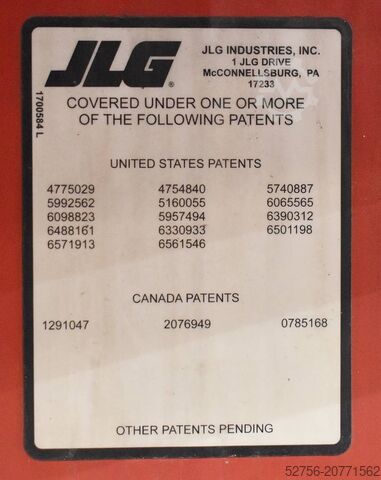 JLG®
JLG INDUSTRIES, INC.
1 JLG DRIVE
McCONNELLSBURG, PA
17233
1700584 L
COVERED UNDER ONE OR MORE
OF THE FOLLOWING PATENTS
UNITED STATES PATENTS
4775029 4754840 5740887
5992562 5160055 6065565
6098823 5957494 6390312
6488161 6330933 6501198
6571913 6561546
CANADA PATENTS
1291047 2076949 0785168
OTHER PATENTS PENDING
52756-20771562